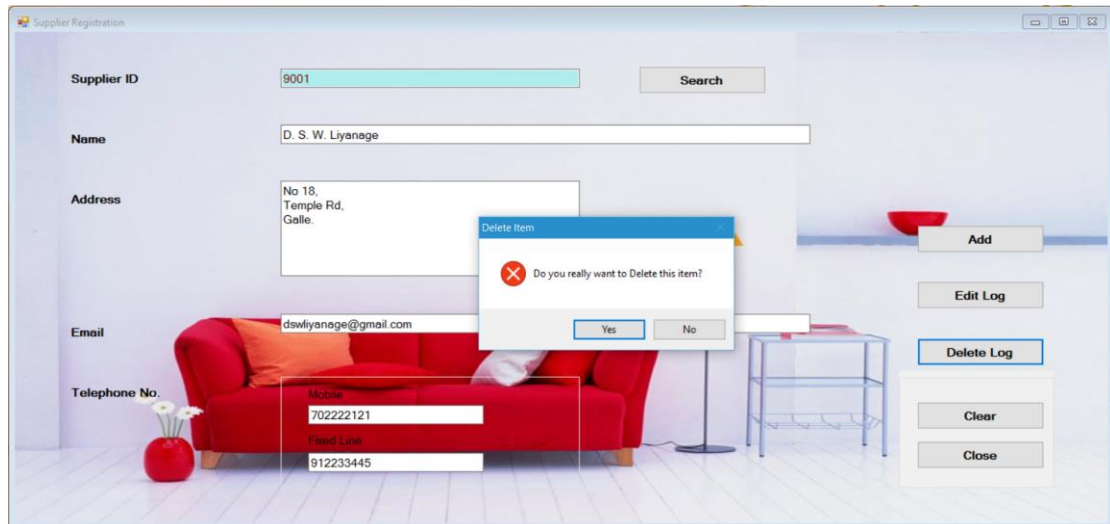 Supplier Registration
Supplier ID
9001
Search
Name
D. S. W. Liyanage
Address
No 18,
Temple Rd,
Galle.
Delete Item
Do you really want to Delete this item?
Yes
No
Add
Edit Log
Email
dswliyanage@gmail.com
Delete Log
Telephone No.
Mobile
702222121
Clear
Fixed Line
912233445
Close